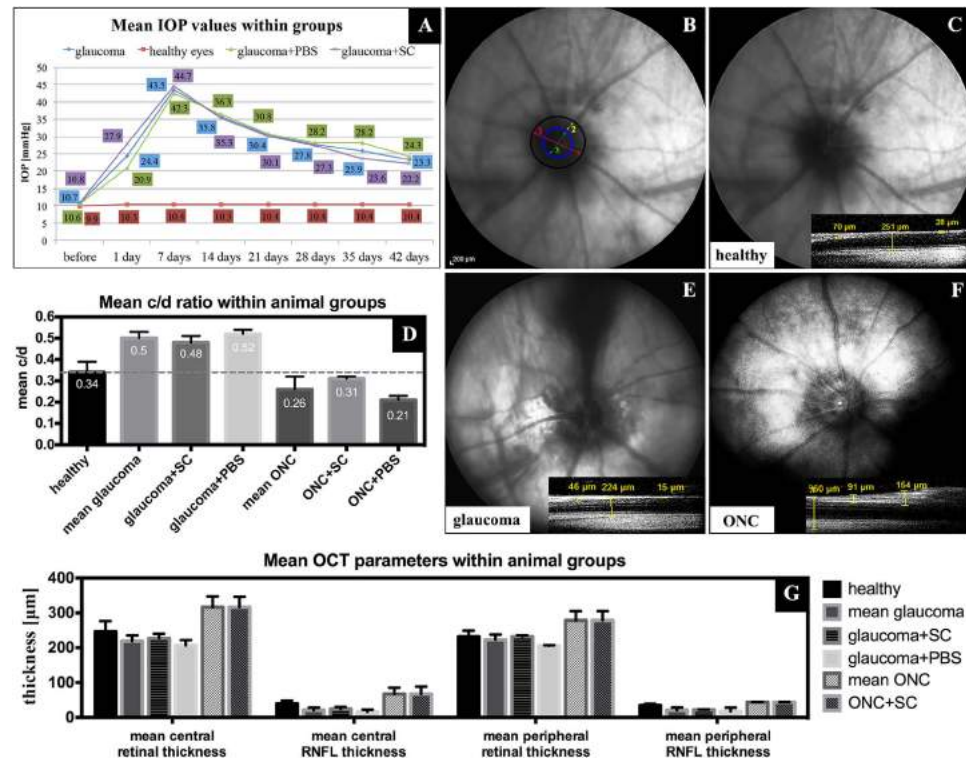 Mean IOP values within groups
A
glaucoma healthy eyes glaucoma+PBS glaucoma+SC
IOP [mmHg]
50
45
40
35
30
25
20
15
10
5
0
10.8 27.9 44.7 35.3 30.1 27.3 23.6 22.2
10.7 24.4 43.5 35.8 30.4 27.8 25.9 23.3
10.6 20.9 42.3 36.3 30.8 28.2 28.2 24.3
9.9 10.3 10.4 10.3 10.4 10.4 10.4 10.4
before 1 day 7 days 14 days 21 days 28 days 35 days 42 days
B
200 µm
C
healthy
70 µm 251 µm 28 µm
Mean c/d ratio within animal groups
D
mean c/d
0.6
0.5
0.4
0.3
0.2
0.1
0.0
0.34 0.5 0.48 0.52 0.26 0.31 0.21
healthy
mean glaucoma
glaucoma+SC
glaucoma+PBS
mean ONC
ONC+SC
ONC+PBS
E
glaucoma
46 µm 224 µm 15 µm
F
ONC
91 µm 164 µm
Mean OCT parameters within animal groups
G
thickness [µm]
400
300
200
100
0
mean central retinal thickness
mean central RNFL thickness
mean peripheral retinal thickness
mean peripheral RNFL thickness
healthy
mean glaucoma
glaucoma+SC
glaucoma+PBS
mean ONC
ONC+SC